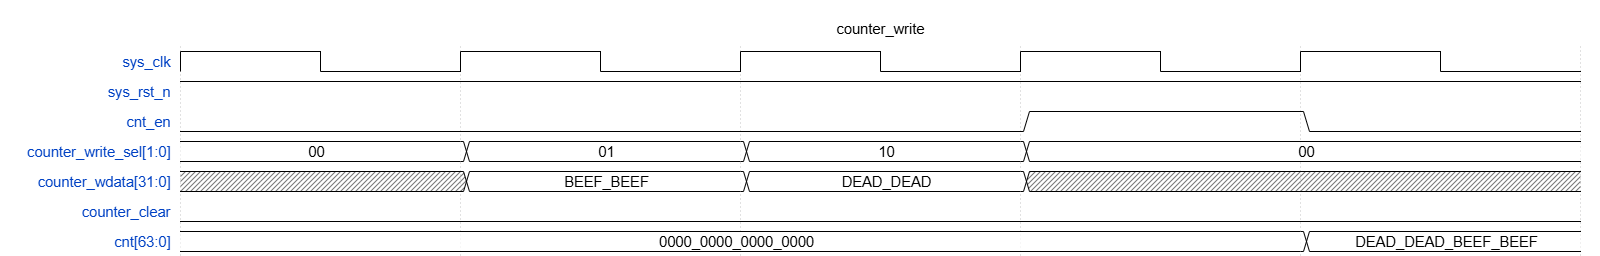 counter_write
sys_clk
sys_rst_n
cnt_en
counter_write_sel[1:0] 00 01 10 00
counter_wdata[31:0] BEEF_BEEF DEAD_DEAD
counter_clear
cnt[63:0] 0000_0000_0000_0000 DEAD_DEAD_BEEF_BEEF